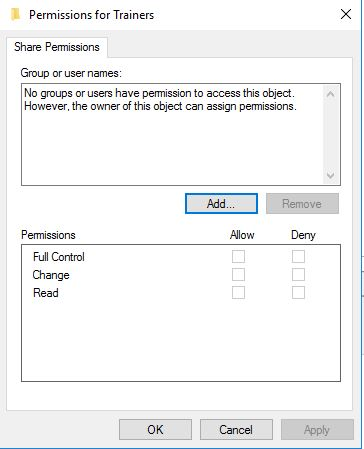 Permissions for Trainers
Share Permissions
Group or user names:
No groups or users have permission to access this object.
However, the owner of this object can assign permissions.
Add... Remove
Permissions Allow Deny
Full Control
Change
Read
OK Cancel Apply